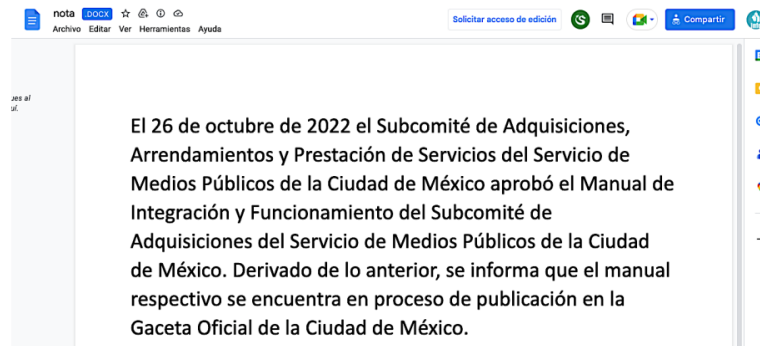 nota .DOCX
Solicitar acceso de edición
Compartir
Archivo Editar Ver Herramientas Ayuda
al
El 26 de octubre de 2022 el Subcomité de Adquisiciones,
Arrendamientos y Prestación de Servicios del Servicio de
Medios Públicos de la Ciudad de México aprobó el Manual de
Integración y Funcionamiento del Subcomité de
Adquisiciones del Servicio de Medios Públicos de la Ciudad
de México. Derivado de lo anterior, se informa que el manual
respectivo se encuentra en proceso de publicación en la
Gaceta Oficial de la Ciudad de México.